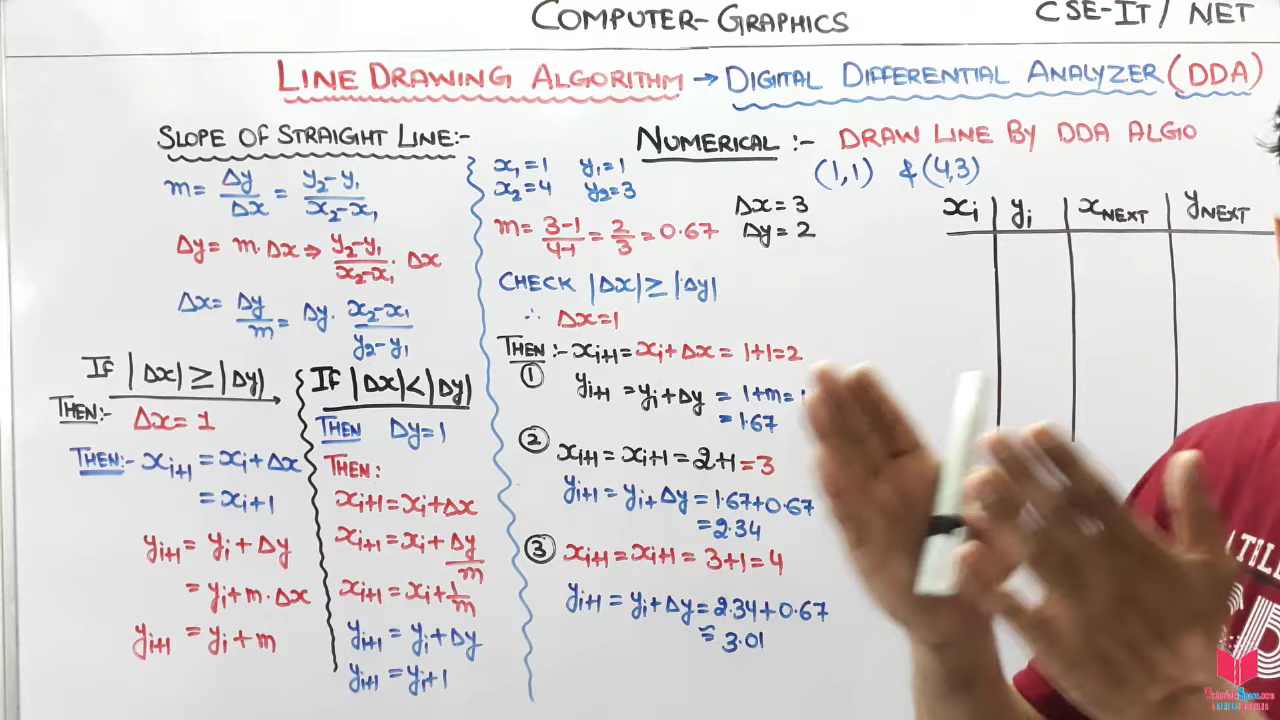 COMPUTER-GRAPHICS
CSE-IT / NET
LINE DRAWING ALGORITHM → DIGITAL DIFFERENTIAL ANALYZER (DDA)
SLOPE OF STRAIGHT LINE:-
m = Δy/Δx = y₂-y₁/x₂-x₁
Δy = m·Δx ⇒ y₂-y₁/x₂-x₁ · Δx
Δx = Δy/m = Δy · x₂-x₁/y₂-y₁
IF |Δx| ≥ |Δy|
THEN:- Δx = 1
THEN:- xᵢ₊₁ = xᵢ + Δx
= xᵢ+1
yᵢ₊₁ = yᵢ + Δy
= yᵢ + m·Δx
yᵢ₊₁ = yᵢ + m
IF |Δx| < |Δy|
THEN Δy = 1
THEN:
xᵢ₊₁ = xᵢ + Δx
xᵢ₊₁ = xᵢ + Δy/m
xᵢ₊₁ = xᵢ + 1/m
yᵢ₊₁ = yᵢ + Δy
yᵢ₊₁ = yᵢ+1
NUMERICAL :- DRAW LINE BY DDA ALGO
(1,1) & (4,3)
x₁=1 y₁=1
x₂=4 y₂=3
Δx = 3
Δy = 2
m = 3-1/4-1 = 2/3 = 0.67
CHECK |Δx| ≥ |Δy|
∴ Δx = 1
THEN :- xᵢ₊₁ = xᵢ + Δx = 1+1 = 2
① yᵢ₊₁ = yᵢ + Δy = 1+m =
= 1.67
② xᵢ₊₁ = xᵢ+1 = 2+1 = 3
yᵢ₊₁ = yᵢ + Δy = 1.67+0.67
= 2.34
③ xᵢ₊₁ = xᵢ+1 = 3+1 = 4
yᵢ₊₁ = yᵢ + Δy = 2.34+0.67
≈ 3.01
xᵢ yᵢ xNEXT yNEXT